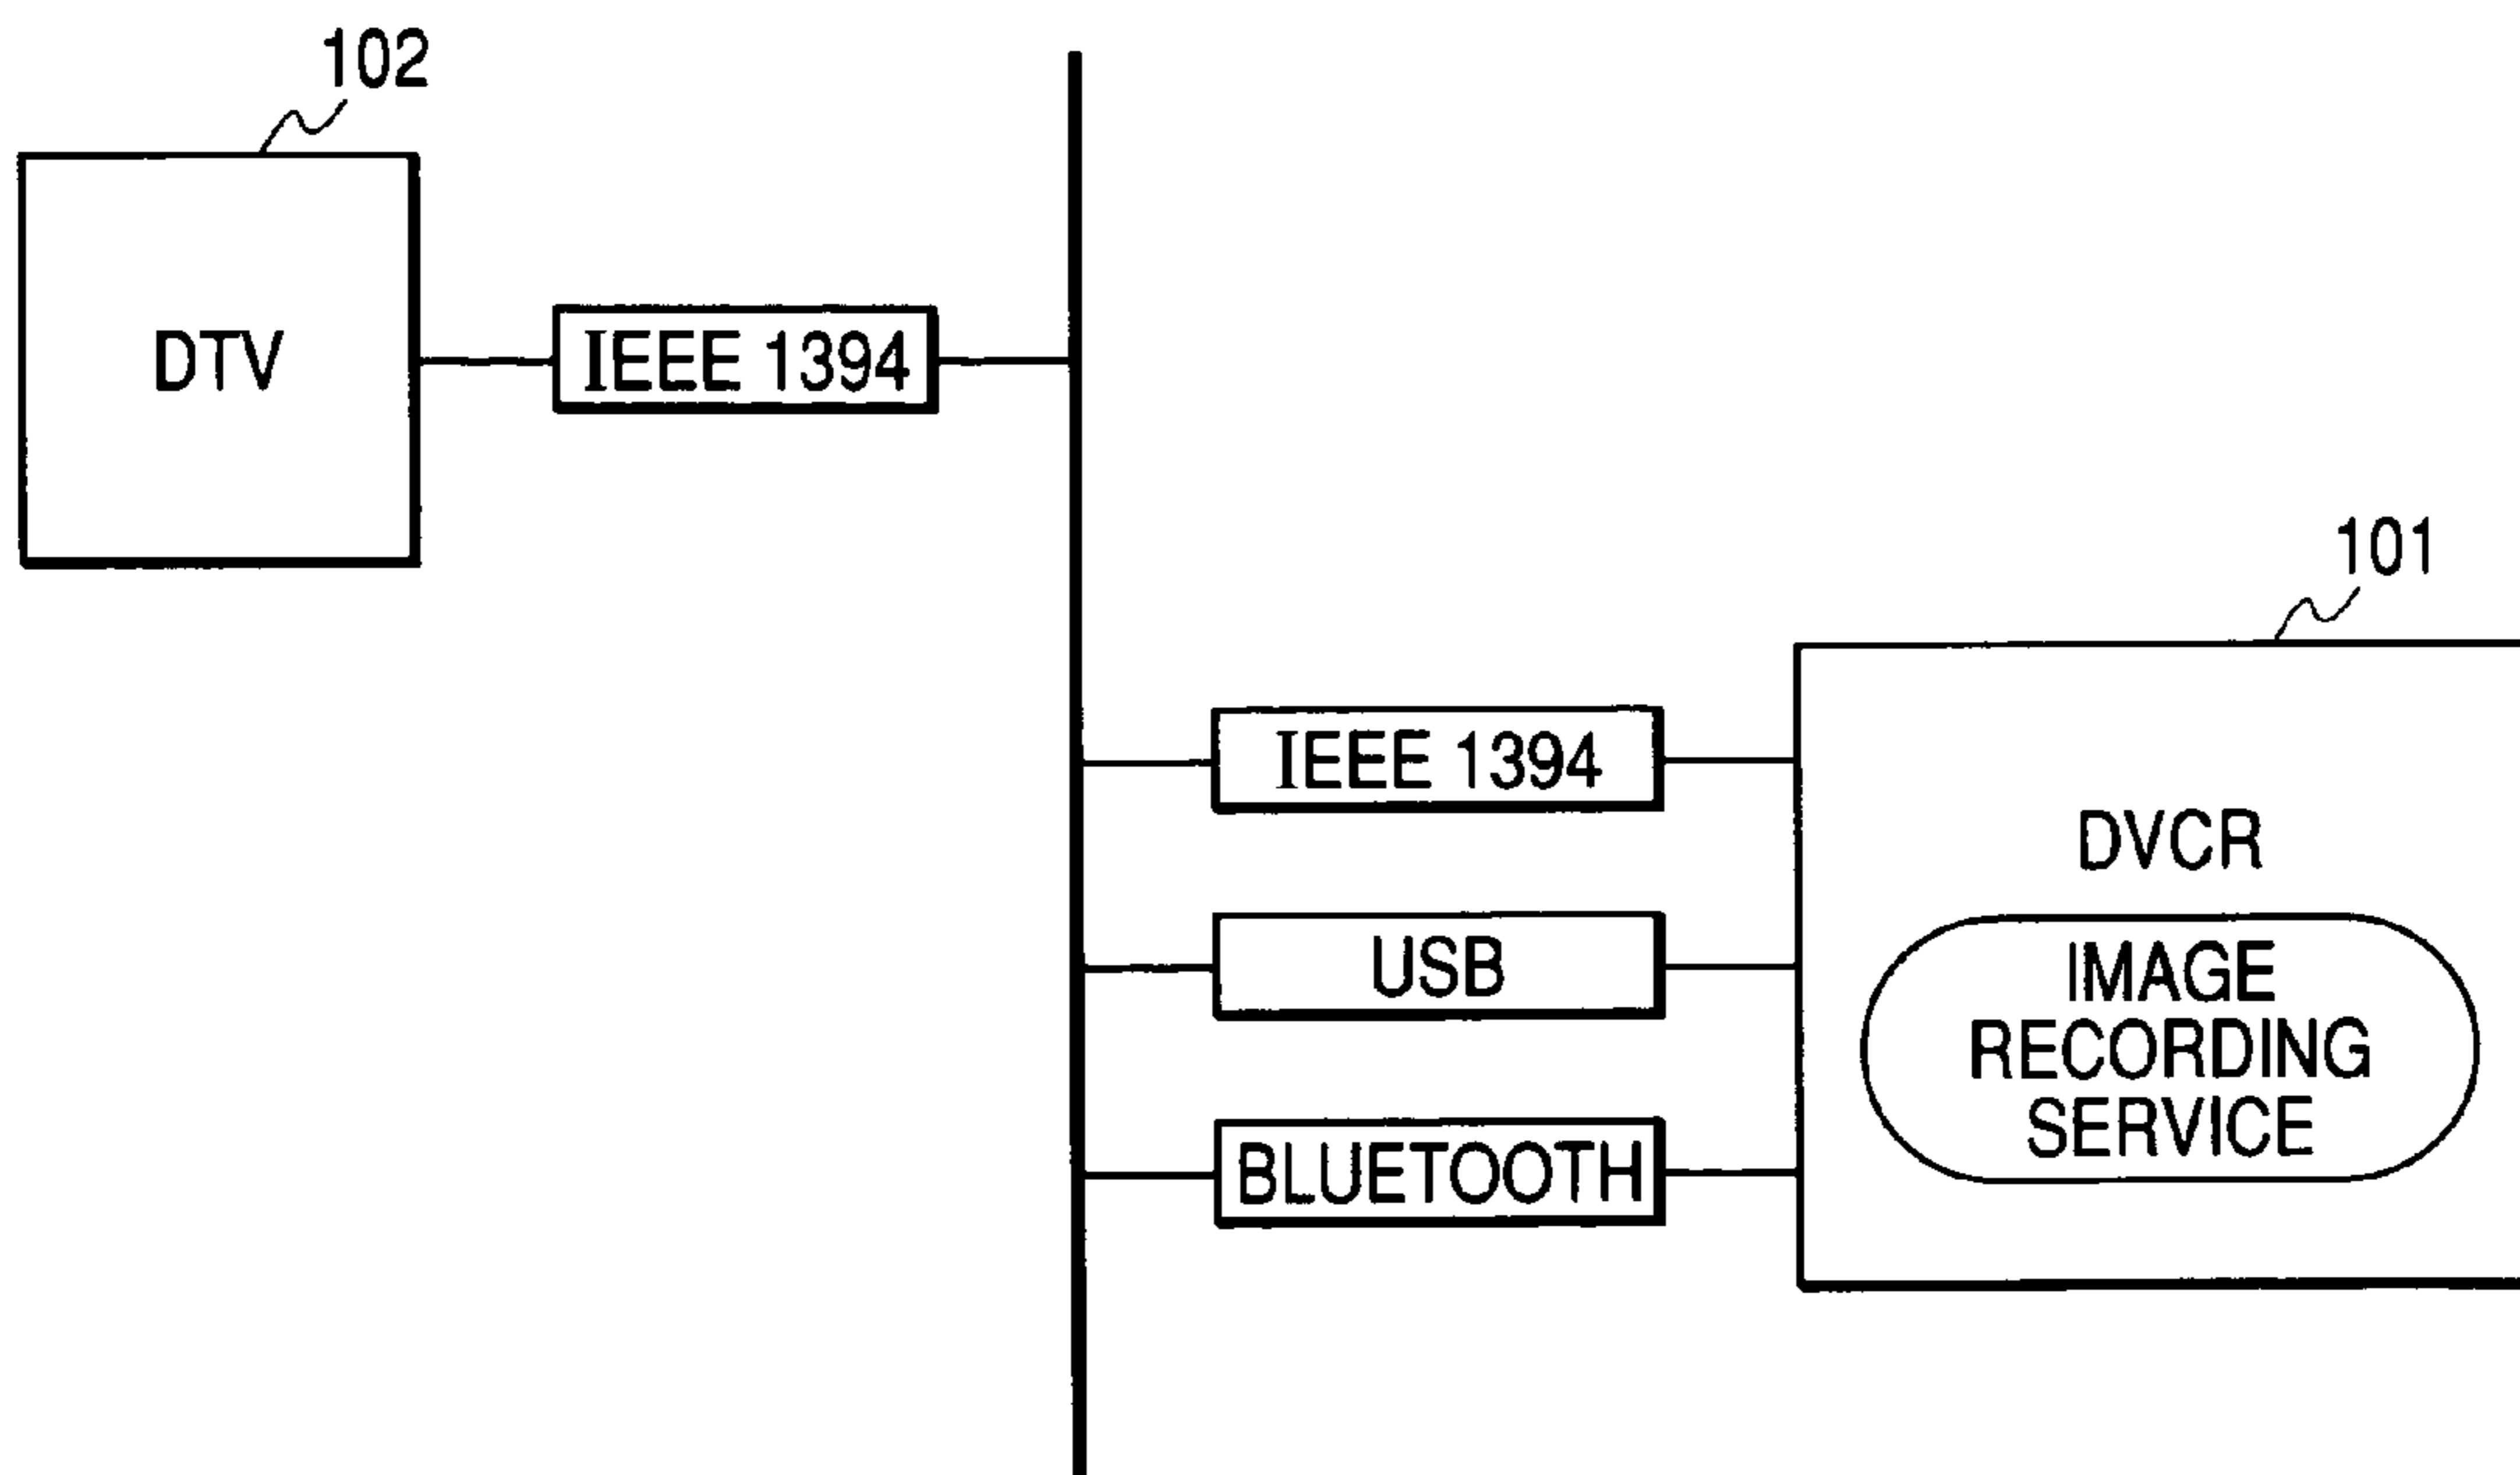 102
DTV
IEEE 1394
101
IEEE 1394
DVCR
USB
IMAGE
RECORDING
SERVICE
BLUETOOTH